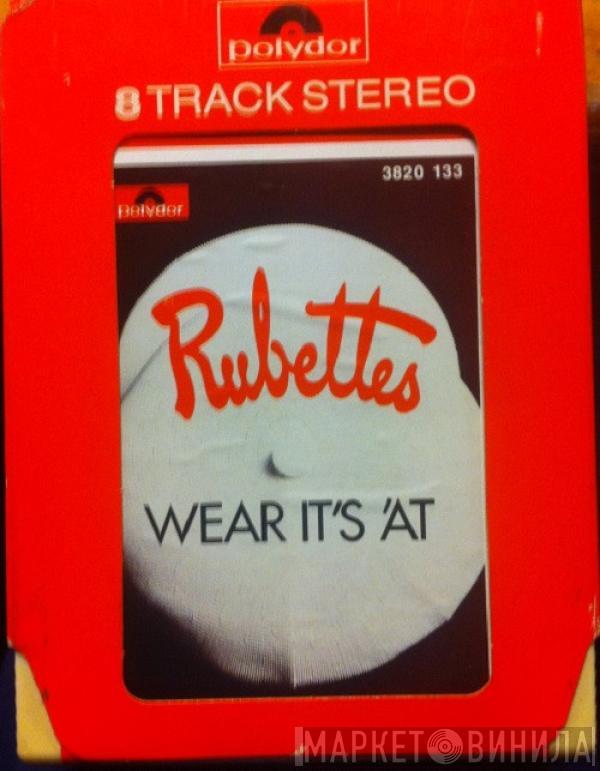 polydor
8 TRACK STEREO
3820 133
polydor
Rubettes
WEAR IT'S 'AT
МАРКЕТ ВИНИЛА